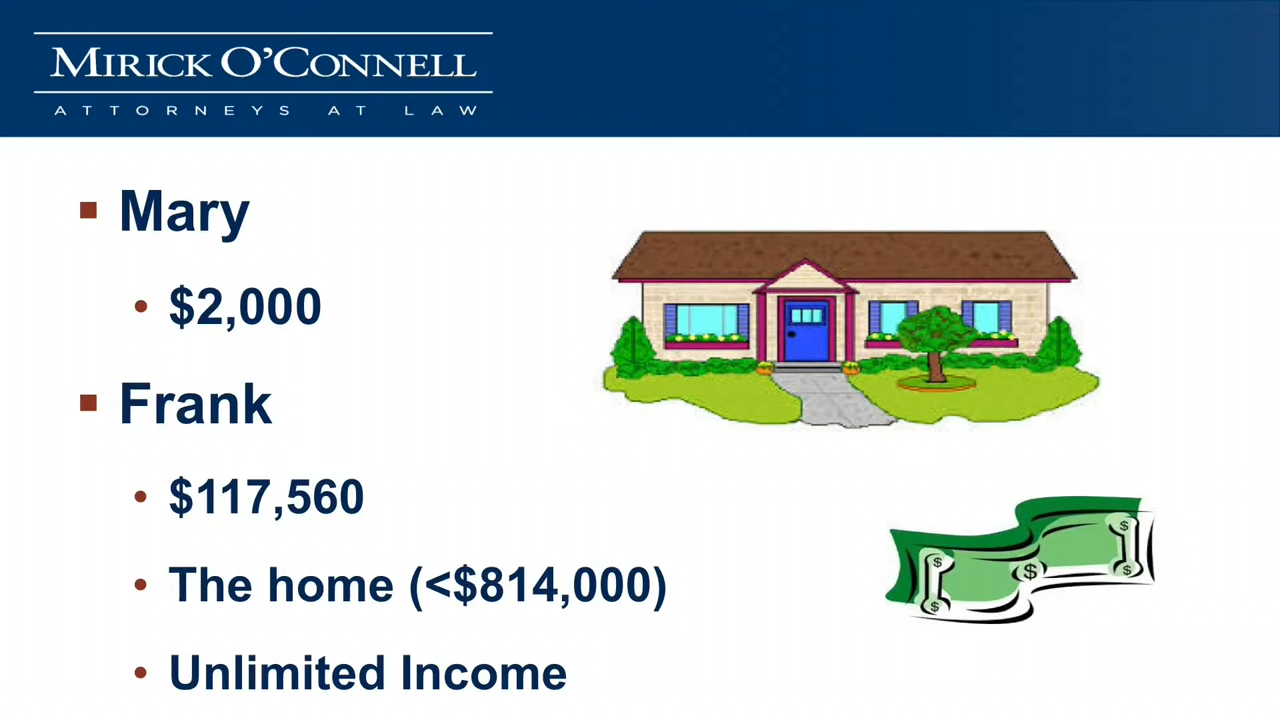 MIRICK O'CONNELL
ATTORNEYS AT LAW
Mary
$2,000
Frank
$117,560
The home (<$814,000)
Unlimited Income
$ $ $ $ $